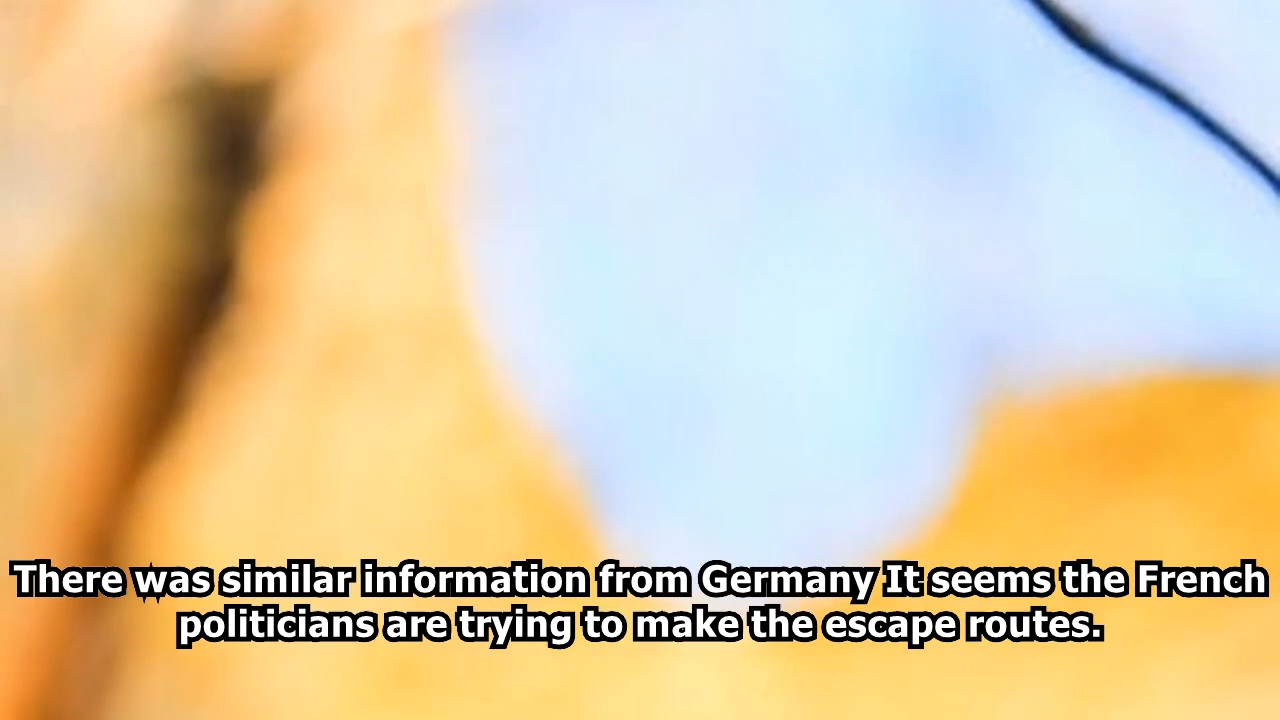 There was similar information from Germany It seems the French
politicians are trying to make the escape routes.